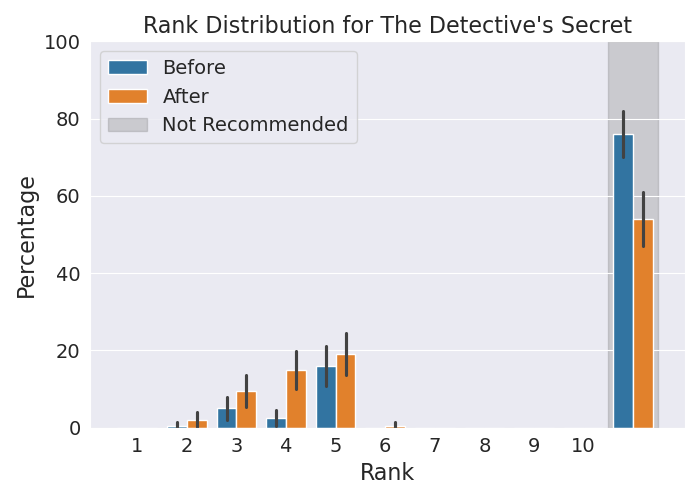 Rank Distribution for The Detective's Secret
100
80
60
40
20
0
Percentage
Before
After
Not Recommended
1 2 3 4 5 6 7 8 9 10
Rank